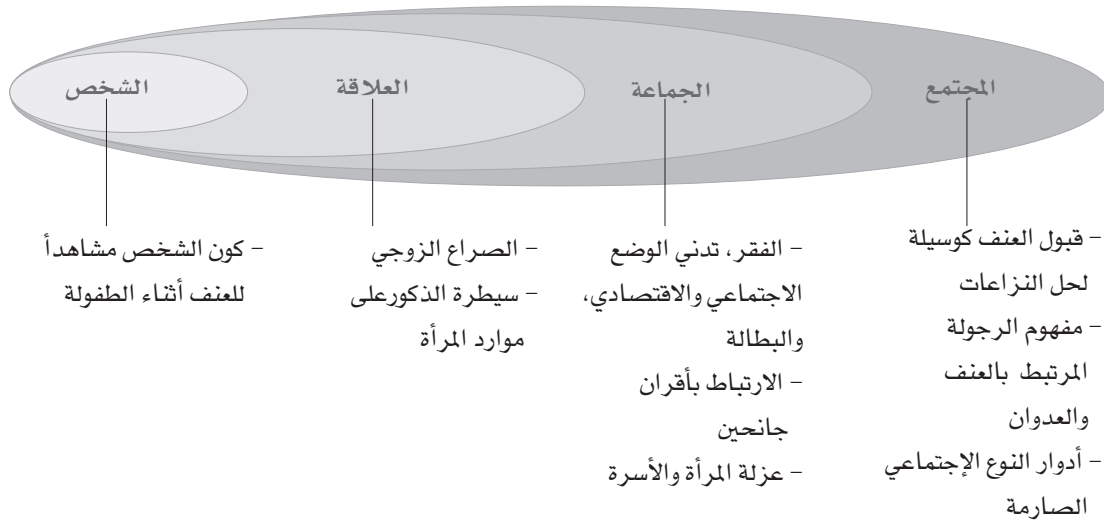 المجتمع
الجماعة
العلاقة
الشخص
– قبول العنف كوسيلة
لحل النزاعات
– مفهوم الرجولة
المرتبط بالعنف
والعدوان
– أدوار النوع الإجتماعي
الصارمة
– الفقر، تدني الوضع
الاجتماعي والاقتصادي،
والبطالة
– الارتباط بأقران
جانحين
– عزلة المرأة والأسرة
– الصراع الزوجي
– سيطرة الذكورعلى
موارد المرأة
– كون الشخص مشاهدأ
للعنف أثناء الطفولة